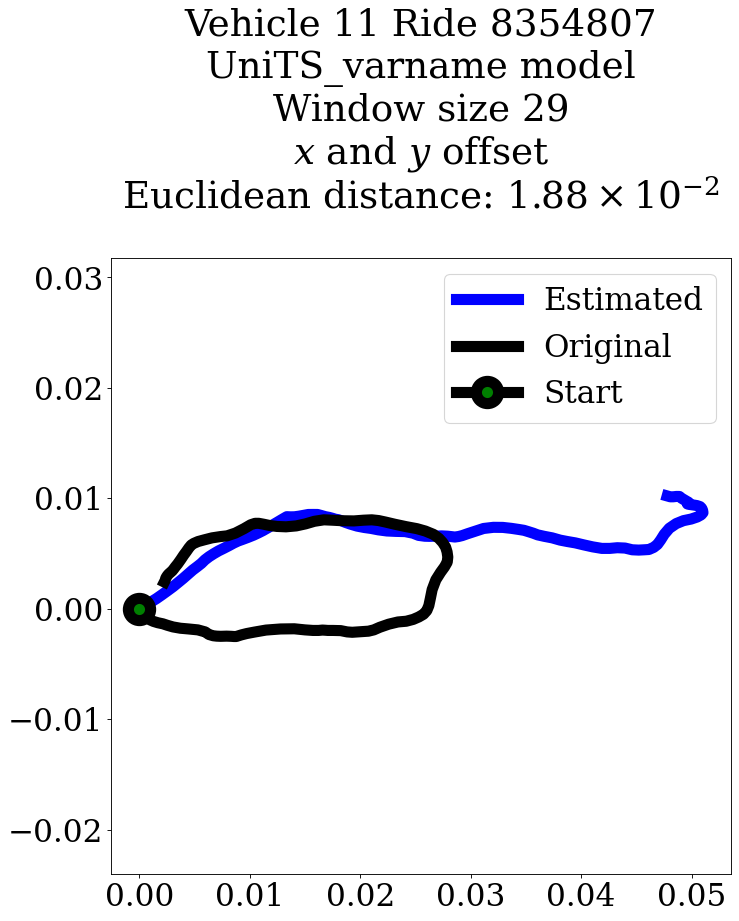 Vehicle 11 Ride 8354807
UniTS_varname model
Window size 29
x and y offset
Euclidean distance: 1.88 × 10⁻²
0.03
0.02
0.01
0.00
−0.01
−0.02
Estimated
Original
Start
0.00 0.01 0.02 0.03 0.04 0.05